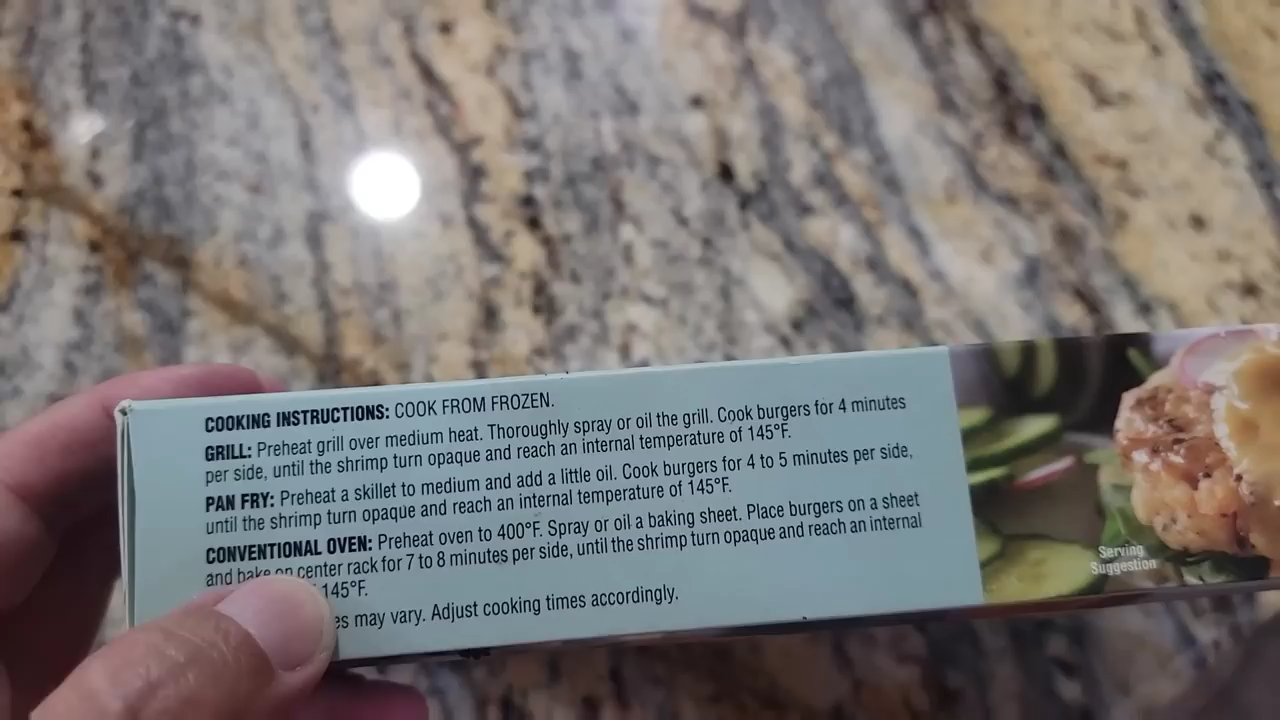 COOKING INSTRUCTIONS: COOK FROM FROZEN.
GRILL: Preheat grill over medium heat. Thoroughly spray or oil the grill. Cook burgers for 4 minutes
per side, until the shrimp turn opaque and reach an internal temperature of 145°F.
PAN FRY: Preheat a skillet to medium and add a little oil. Cook burgers for 4 to 5 minutes per side,
until the shrimp turn opaque and reach an internal temperature of 145°F.
CONVENTIONAL OVEN: Preheat oven to 400°F. Spray or oil a baking sheet. Place burgers on a sheet
and bake on center rack for 7 to 8 minutes per side, until the shrimp turn opaque and reach an internal
145°F.
may vary. Adjust cooking times accordingly.
Serving
Suggestion